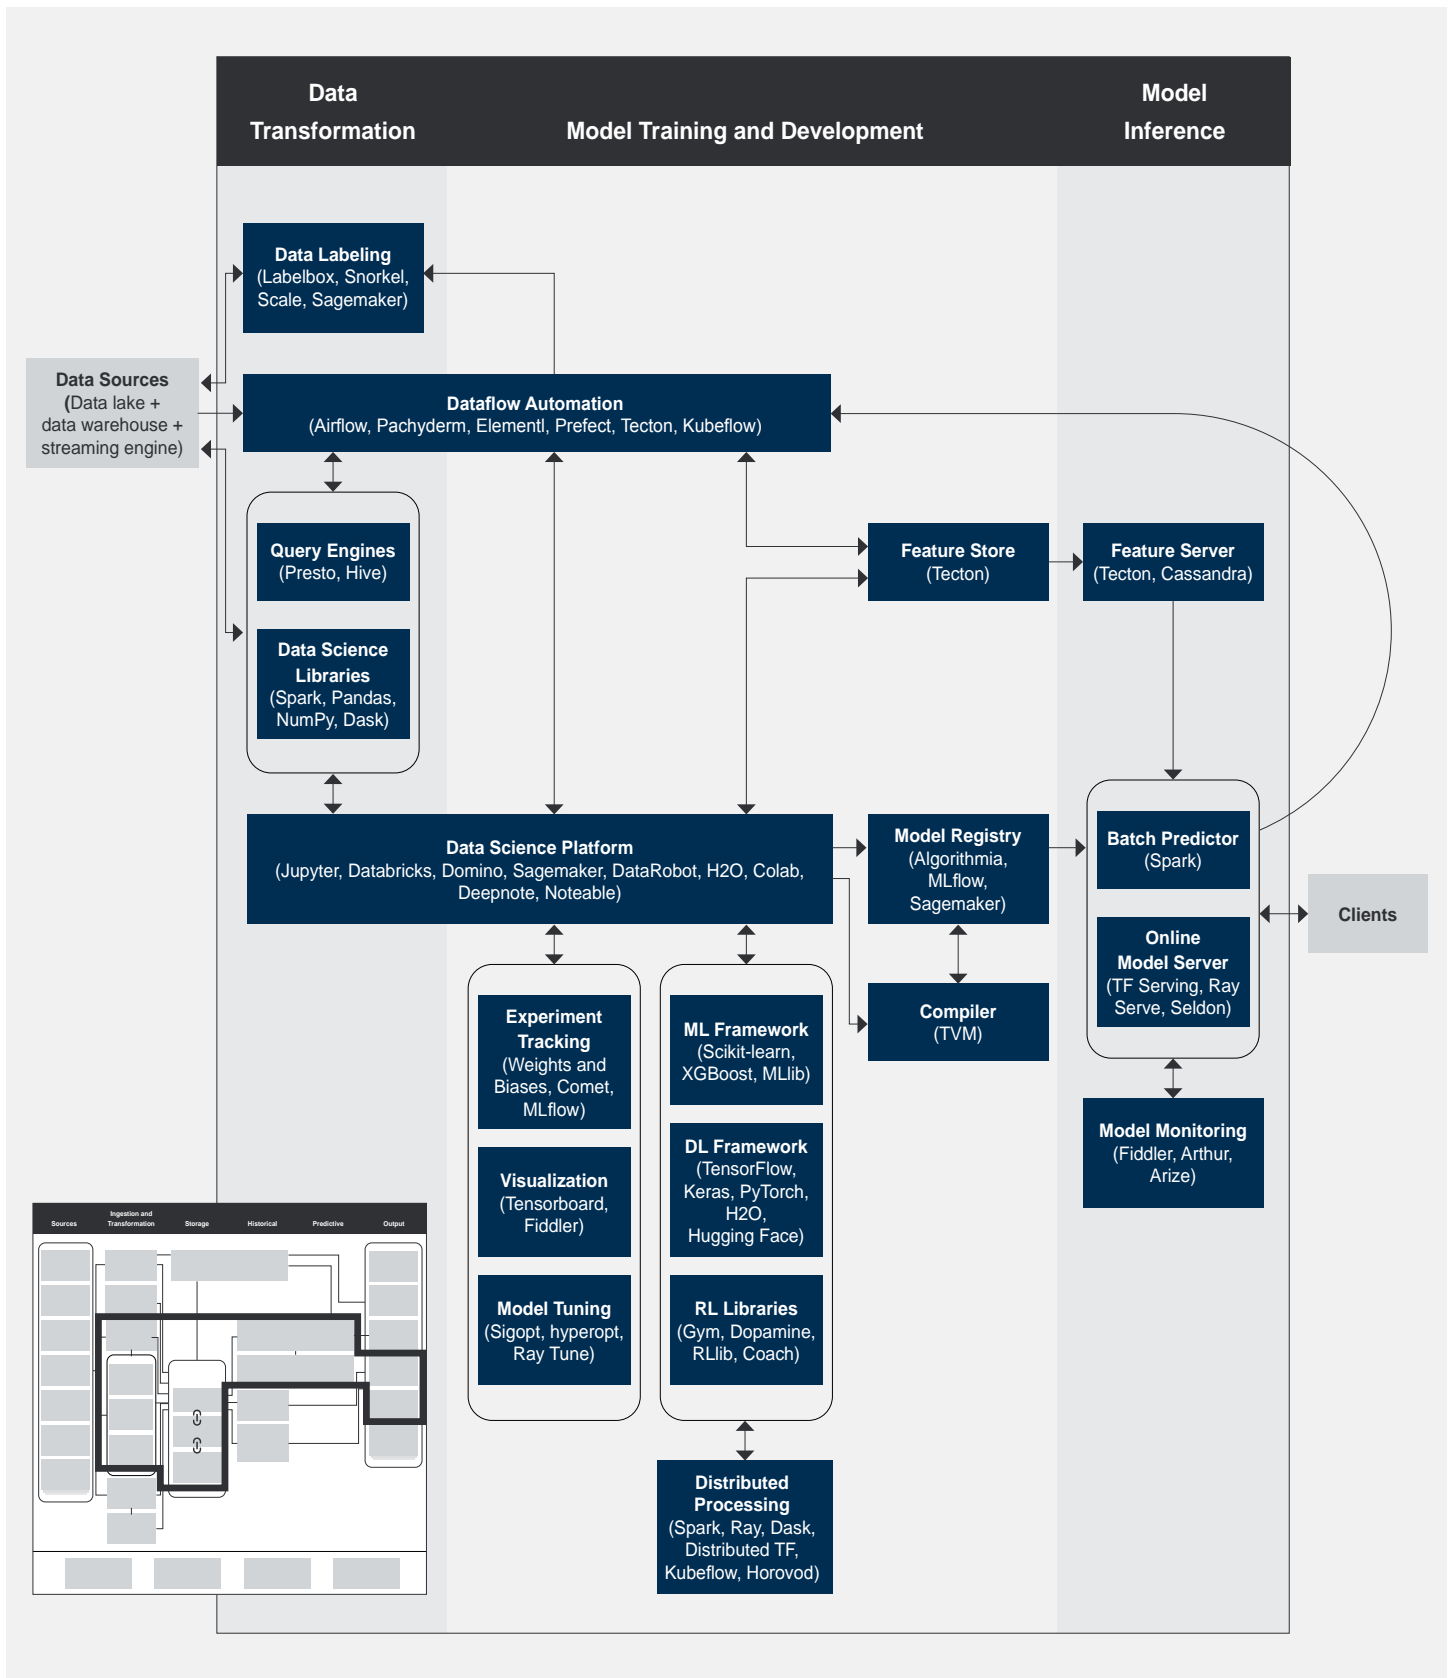 Data
Transformation
Model Training and Development
Model
Inference
Data Labeling
(Labelbox, Snorkel,
Scale, Sagemaker)
Data Sources
(Data lake +
data warehouse +
streaming engine)
Dataflow Automation
(Airflow, Pachyderm, Elementl, Prefect, Tecton, Kubeflow)
Query Engines
(Presto, Hive)
Data Science
Libraries
(Spark, Pandas,
NumPy, Dask)
Feature Store
(Tecton)
Feature Server
(Tecton, Cassandra)
Data Science Platform
(Jupyter, Databricks, Domino, Sagemaker, DataRobot, H2O, Colab,
Deepnote, Noteable)
Model Registry
(Algorithmia,
MLflow,
Sagemaker)
Batch Predictor
(Spark)
Online
Model Server
(TF Serving, Ray
Serve, Seldon)
Clients
Compiler
(TVM)
Experiment
Tracking
(Weights and
Biases, Comet,
MLflow)
Visualization
(Tensorboard,
Fiddler)
Model Tuning
(Sigopt, hyperopt,
Ray Tune)
ML Framework
(Scikit-learn,
XGBoost, MLlib)
DL Framework
(TensorFlow,
Keras, PyTorch,
H2O,
Hugging Face)
RL Libraries
(Gym, Dopamine,
RLlib, Coach)
Model Monitoring
(Fiddler, Arthur,
Arize)
Distributed
Processing
(Spark, Ray, Dask,
Distributed TF,
Kubeflow, Horovod)
Sources
Ingestion and
Transformation
Storage
Historical
Predictive
Output